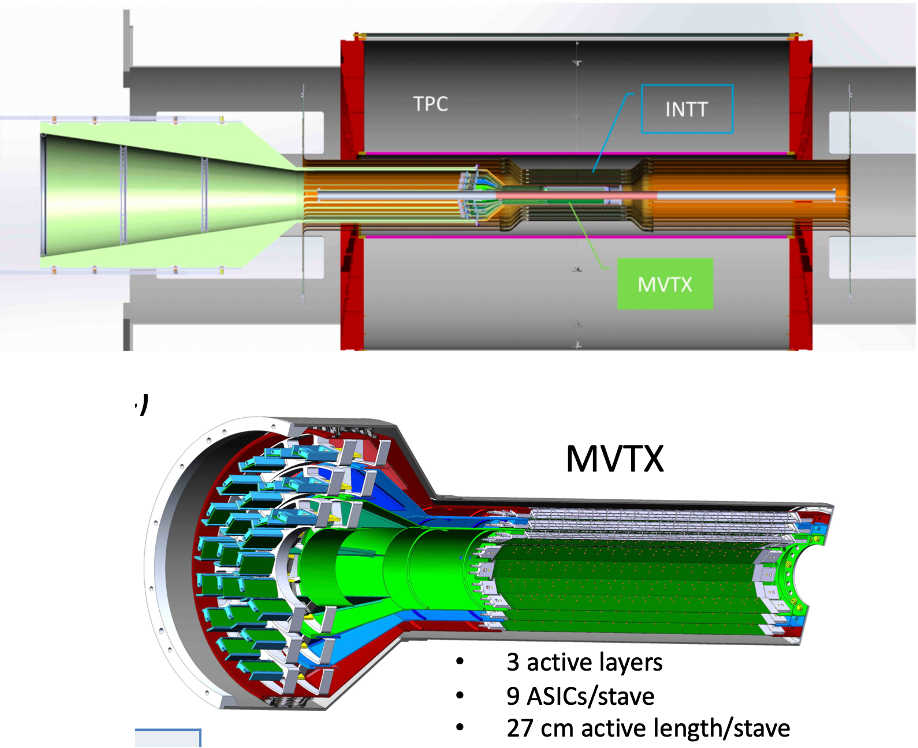 TPC
INTT
MVTX
)
MVTX
• 3 active layers
• 9 ASICs/stave
• 27 cm active length/stave